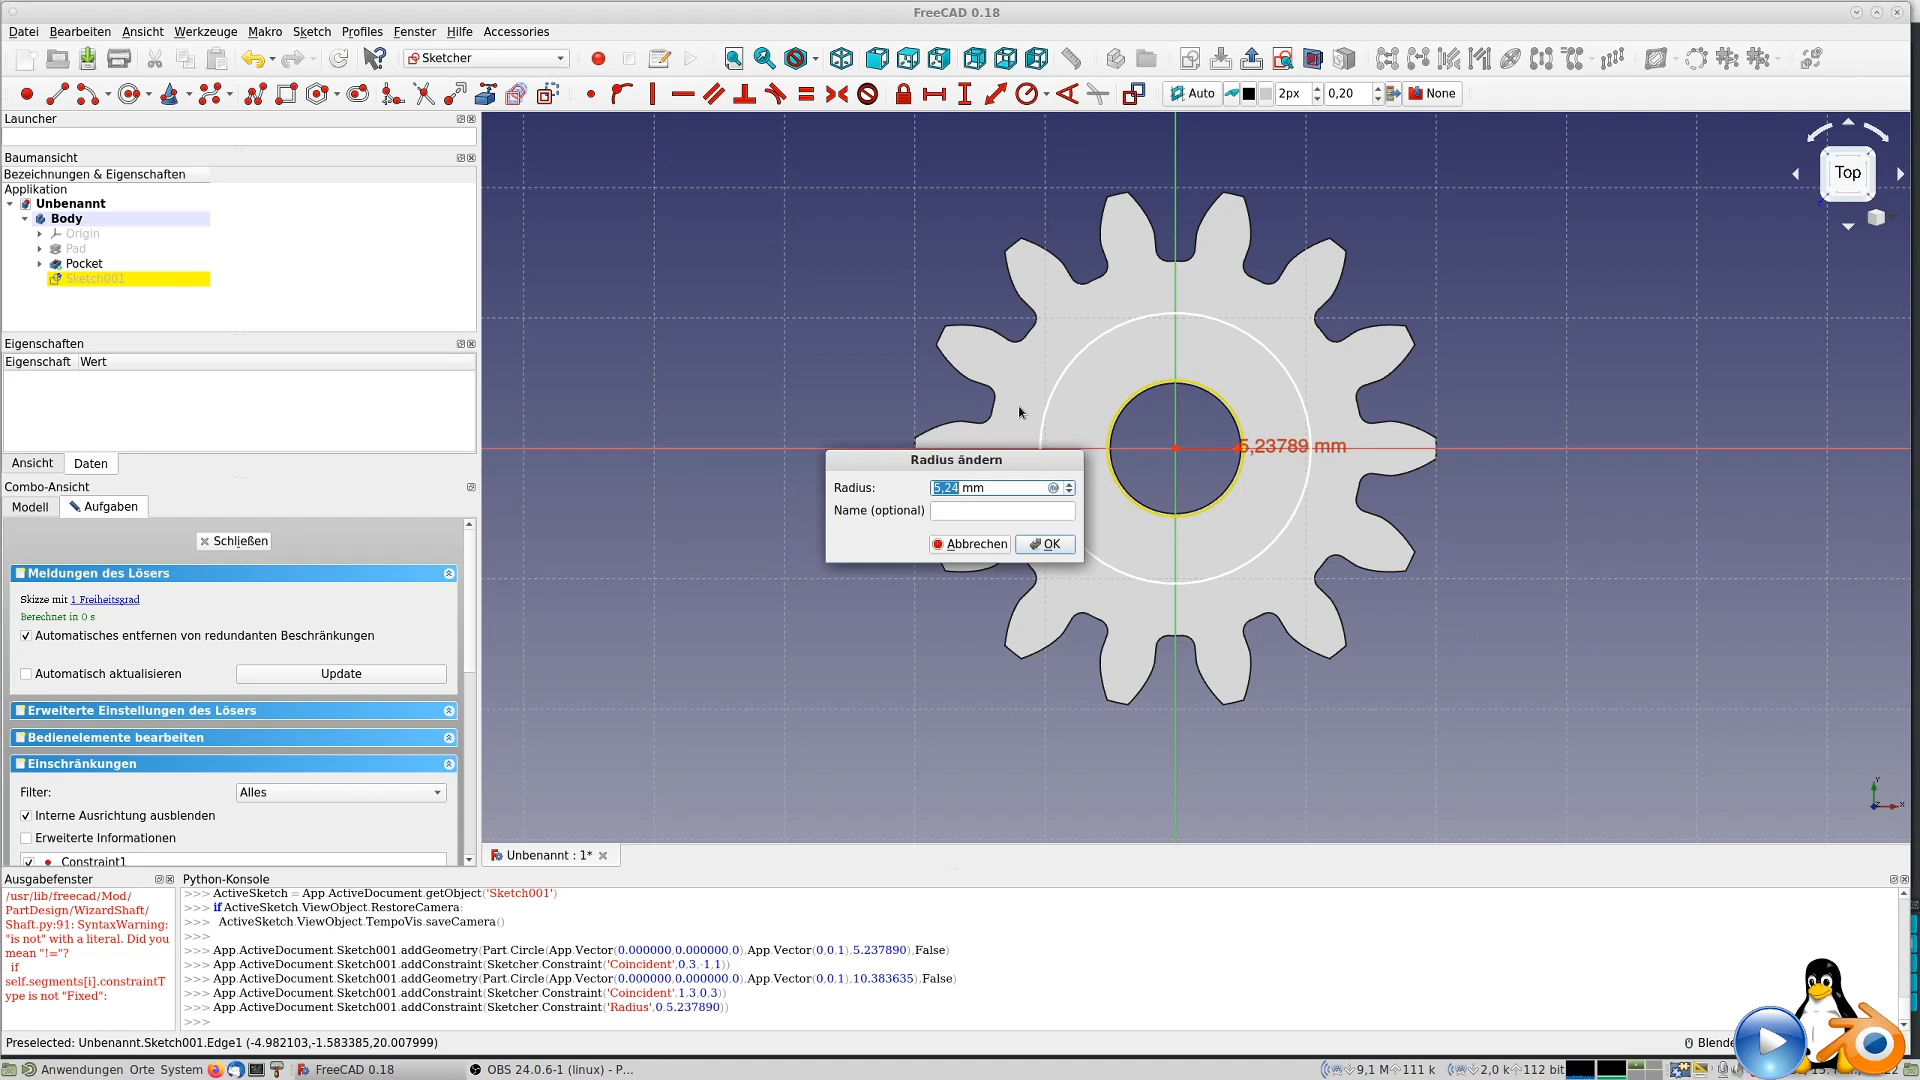 FreeCAD 0.18
Datei Bearbeiten Ansicht Werkzeuge Makro Sketch Profiles Fenster Hilfe Accessories
Sketcher
Auto 2px 0,20 None
Launcher
Baumansicht
Bezeichnungen & Eigenschaften
Applikation
Unbenannt
Body
Origin
Pad
Pocket
Sketch001
Eigenschaften
Eigenschaft Wert
Ansicht Daten
Combo-Ansicht
Modell Aufgaben
Schließen
Meldungen des Lösers
Skizze mit 1 Freiheitsgrad
Berechnet in 0 s
Automatisches entfernen von redundanten Beschränkungen
Automatisch aktualisieren Update
Erweiterte Einstellungen des Lösers
Bedienelemente bearbeiten
Einschränkungen
Filter: Alles
Interne Ausrichtung ausblenden
Erweiterte Informationen
Constraint1
Top
5,23789 mm
Radius ändern
Radius: 5,24 mm
Name (optional)
Abbrechen OK
Y
Z X
Unbenannt : 1*
Ausgabefenster
/usr/lib/freecad/Mod/
PartDesign/WizardShaft/
Shaft.py:91: SyntaxWarning:
"is not" with a literal. Did you
mean "!="?
if
self.segments[i].constraintT
ype is not "Fixed":
Python-Konsole
>>> ActiveSketch = App.ActiveDocument.getObject('Sketch001')
>>> if ActiveSketch.ViewObject.RestoreCamera:
>>>  ActiveSketch.ViewObject.TempoVis.saveCamera()
>>>
>>> App.ActiveDocument.Sketch001.addGeometry(Part.Circle(App.Vector(0.000000,0.000000,0),App.Vector(0,0,1),5.237890),False)
>>> App.ActiveDocument.Sketch001.addConstraint(Sketcher.Constraint('Coincident',0,3,-1,1))
>>> App.ActiveDocument.Sketch001.addGeometry(Part.Circle(App.Vector(0.000000,0.000000,0),App.Vector(0,0,1),10.383635),False)
>>> App.ActiveDocument.Sketch001.addConstraint(Sketcher.Constraint('Coincident',1,3,0,3))
>>> App.ActiveDocument.Sketch001.addConstraint(Sketcher.Constraint('Radius',0,5.237890))
>>>
Preselected: Unbenannt.Sketch001.Edge1 (-4.982103,-1.583385,20.007999)
Anwendungen Orte System FreeCAD 0.18 OBS 24.0.6-1 (linux) - P... 9,1 M 111 k 2,0 k 112 bit